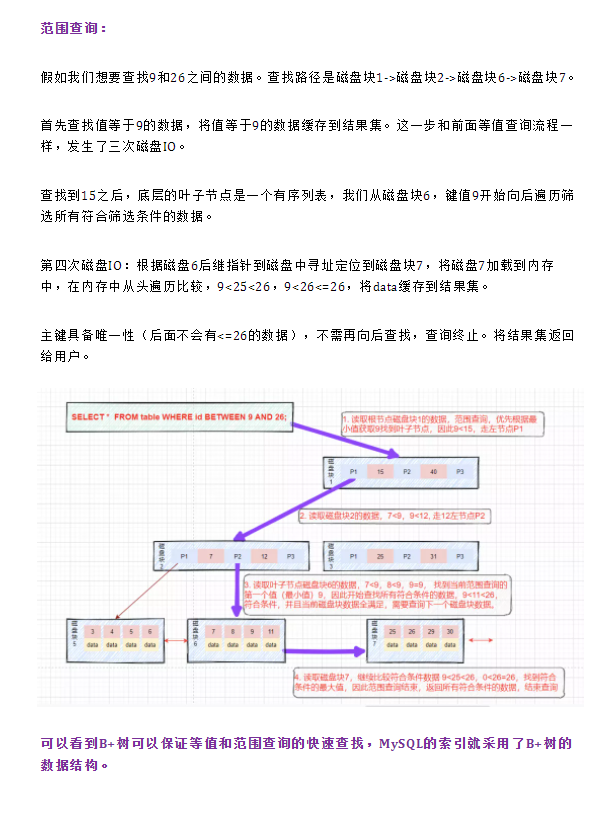 范围查询：
假如我们想要查找9和26之间的数据。查找路径是磁盘块1->磁盘块2->磁盘块6->磁盘块7。
首先查找值等于9的数据，将值等于9的数据缓存到结果集。这一步和前面等值查询流程一
样，发生了三次磁盘IO。
查找到15之后，底层的叶子节点是一个有序列表，我们从磁盘块6，键值9开始向后遍历筛
选所有符合筛选条件的数据。
第四次磁盘IO：根据磁盘6后继指针到磁盘中寻址定位到磁盘块7，将磁盘7加载到内存
中，在内存中从头遍历比较，9<25<26，9<26<=26，将data缓存到结果集。
主键具备唯一性（后面不会有<=26的数据），不需再向后查找，查询终止。将结果集返回
给用户。
SELECT * FROM table WHERE id BETWEEN 9 AND 26;
1. 读取根节点磁盘块1的数据，范围查询，优先根据最
小值获取9找到叶子节点，因此9<15，走左节点P1
磁盘块1 P1 15 P2 40 P3
2. 读取磁盘块2的数据，7<9，9<12, 走12左节点P2
磁盘块2 P1 7 P2 12 P3
磁盘块3 P1 25 P2 31 P3
3. 读取叶子节点磁盘块6的数据，7<9，8<9，9=9， 找到当前范围查询的
第一个值（最小值）9，因此开始查找所有符合条件的数据，9<11<26，
符合条件，并且当前磁盘块数据全满足，需要查询下一个磁盘块数据。
磁盘块5 3 4 5 6
data data data data
磁盘块6 7 8 9 11
data data data data
磁盘块7 25 26 29 30
data data data data
4. 读取磁盘块7，继续比较符合条件数据 9<25<26，0<26=26，找到符合
条件的最大值，因此范围查询结束，返回所有符合条件的数据，结束查询
可以看到B+树可以保证等值和范围查询的快速查找，MySQL的索引就采用了B+树的
数据结构。